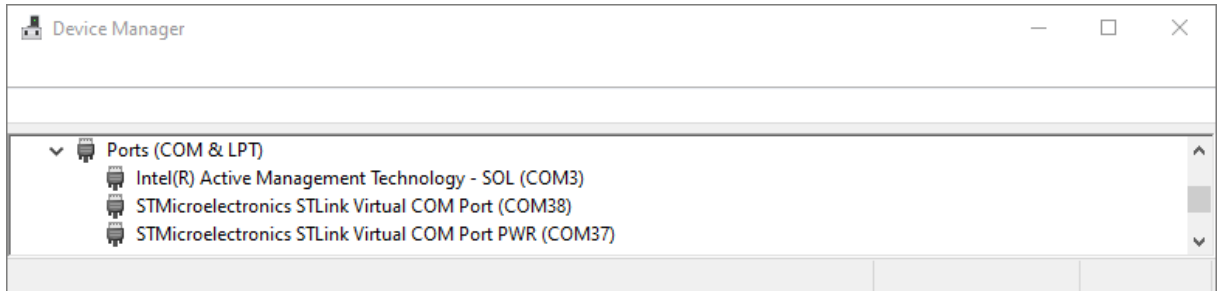 Device Manager
Ports (COM & LPT)
Intel(R) Active Management Technology - SOL (COM3)
STMicroelectronics STLink Virtual COM Port (COM38)
STMicroelectronics STLink Virtual COM Port PWR (COM37)